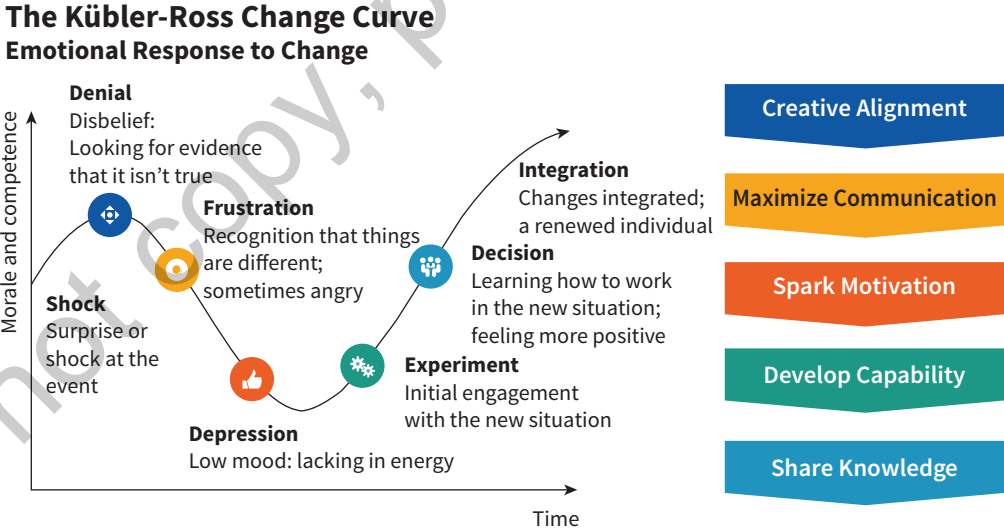 The Kübler-Ross Change Curve
Emotional Response to Change
Morale and competence
Denial
Disbelief:
Looking for evidence
that it isn't true
Frustration
Recognition that things
are different;
sometimes angry
Shock
Surprise or
shock at the
event
Depression
Low mood: lacking in energy
Experiment
Initial engagement
with the new situation
Decision
Learning how to work
in the new situation;
feeling more positive
Integration
Changes integrated;
a renewed individual
Time
Creative Alignment
Maximize Communication
Spark Motivation
Develop Capability
Share Knowledge
not copy, p